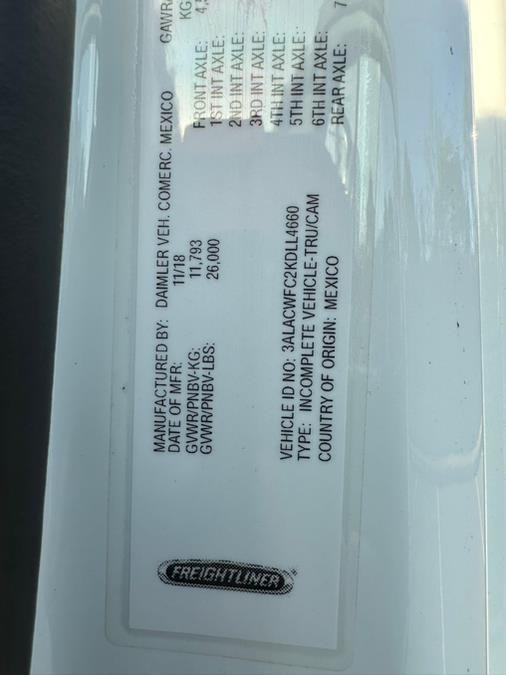 FREIGHTLINER
MANUFACTURED BY: DAIMLER VEH. COMERC. MEXICO
DATE OF MFR: 11/18
GVWR/PNBV-KG: 11,793
GVWR/PNBV-LBS: 26,000
VEHICLE ID NO: 3ALACWFC2KDLL4660
TYPE: INCOMPLETE VEHICLE-TRU/CAM
COUNTRY OF ORIGIN: MEXICO
KG
FRONT AXLE:
1ST INT AXLE:
2ND INT AXLE:
3RD INT AXLE:
4TH INT AXLE:
5TH INT AXLE:
6TH INT AXLE:
REAR AXLE: 7